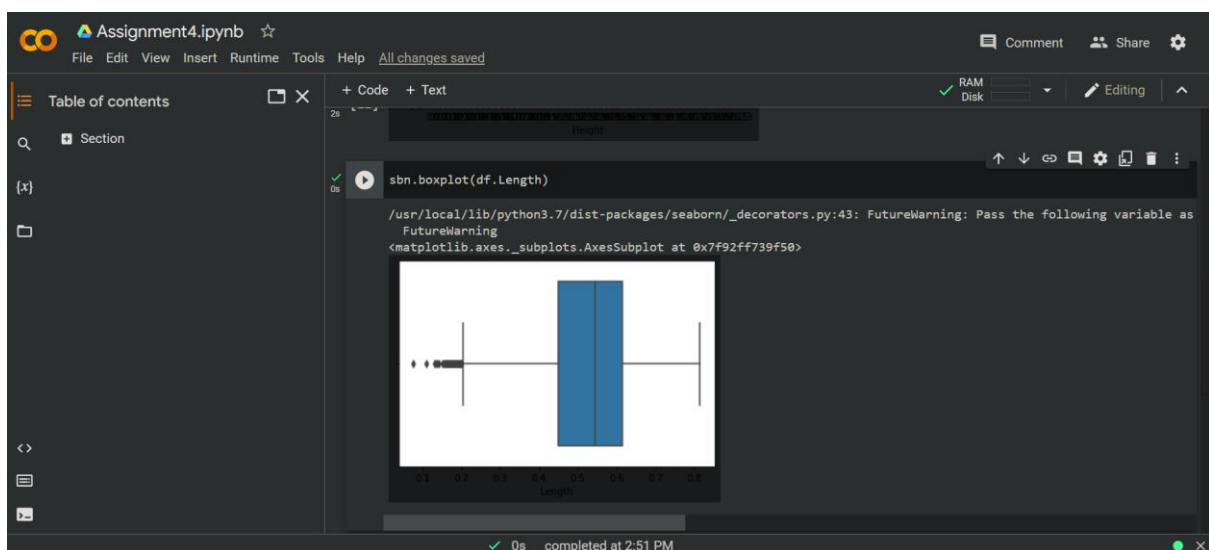 CO
Assignment4.ipynb
File Edit View Insert Runtime Tools Help All changes saved
Comment
Share
Table of contents
Section
{x}
<>
+ Code + Text
RAM
Disk
Editing
2s
Height
0s
sbn.boxplot(df.Length)
/usr/local/lib/python3.7/dist-packages/seaborn/_decorators.py:43: FutureWarning: Pass the following variable as
FutureWarning
<matplotlib.axes._subplots.AxesSubplot at 0x7f92ff739f50>
0.1 0.2 0.3 0.4 0.5 0.6 0.7 0.8
Length
0s completed at 2:51 PM